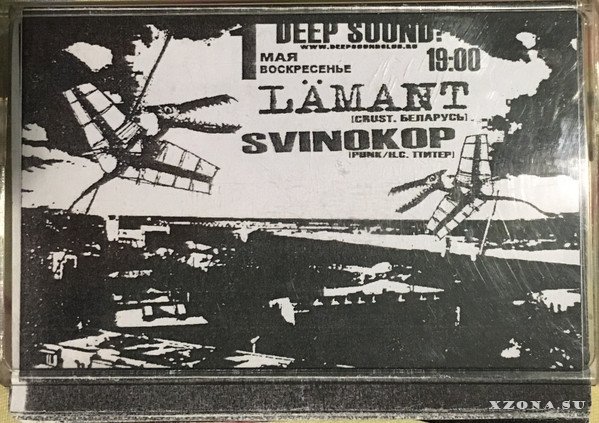 DEEP SOUND:
WWW.DEEPSOUNDCLUB.RU
1 МАЯ 19:00
ВОСКРЕСЕНЬЕ
LÄMANT
[CRUST, БЕЛАРУСЬ]
SVINOKOP
[PUNK/H.C. ПИТЕР]
XZONA.SU